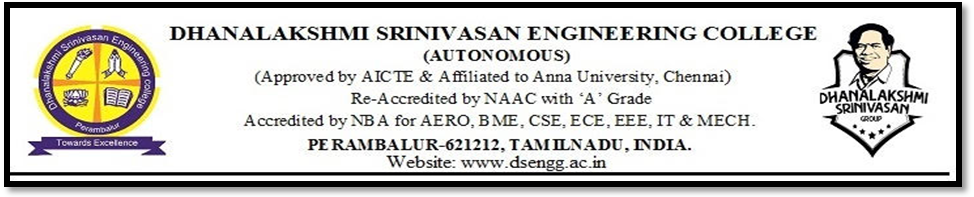 DHANALAKSHMI SRINIVASAN ENGINEERING COLLEGE
(AUTONOMOUS)
(Approved by AICTE & Affiliated to Anna University, Chennai)
Re-Accredited by NAAC with ‘A’ Grade
Accredited by NBA for AERO, BME, CSE, ECE, EEE, IT & MECH.
PERAMBALUR-621212, TAMILNADU, INDIA.
Website: www.dsengg.ac.in
Dhanalakshmi Srinivasan Engineering college
Perambalur
Towards Excellence
DHANALAKSHMI
SRINIVASAN
GROUP